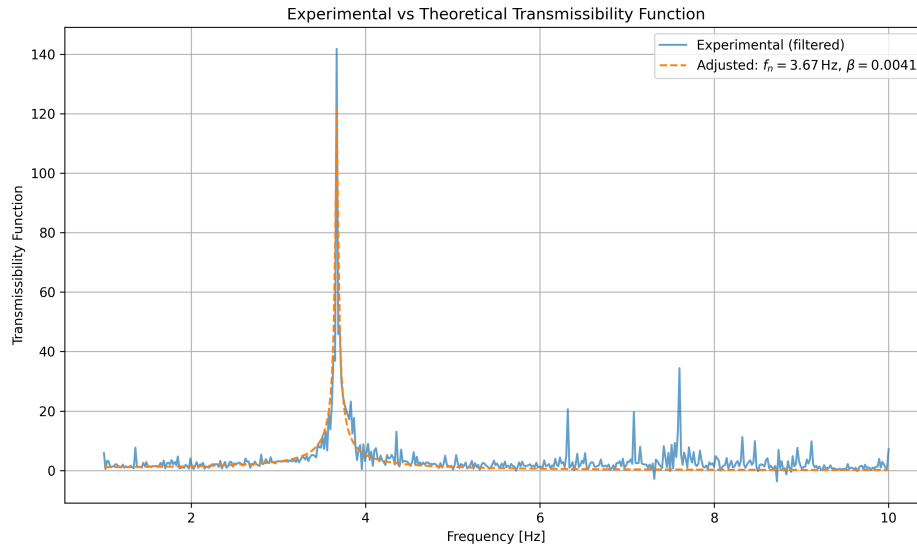 Experimental vs Theoretical Transmissibility Function
Experimental (filtered)
Adjusted: fₙ = 3.67 Hz, β = 0.0041
Transmissibility Function
140
120
100
80
60
40
20
0
2 4 6 8 10
Frequency [Hz]